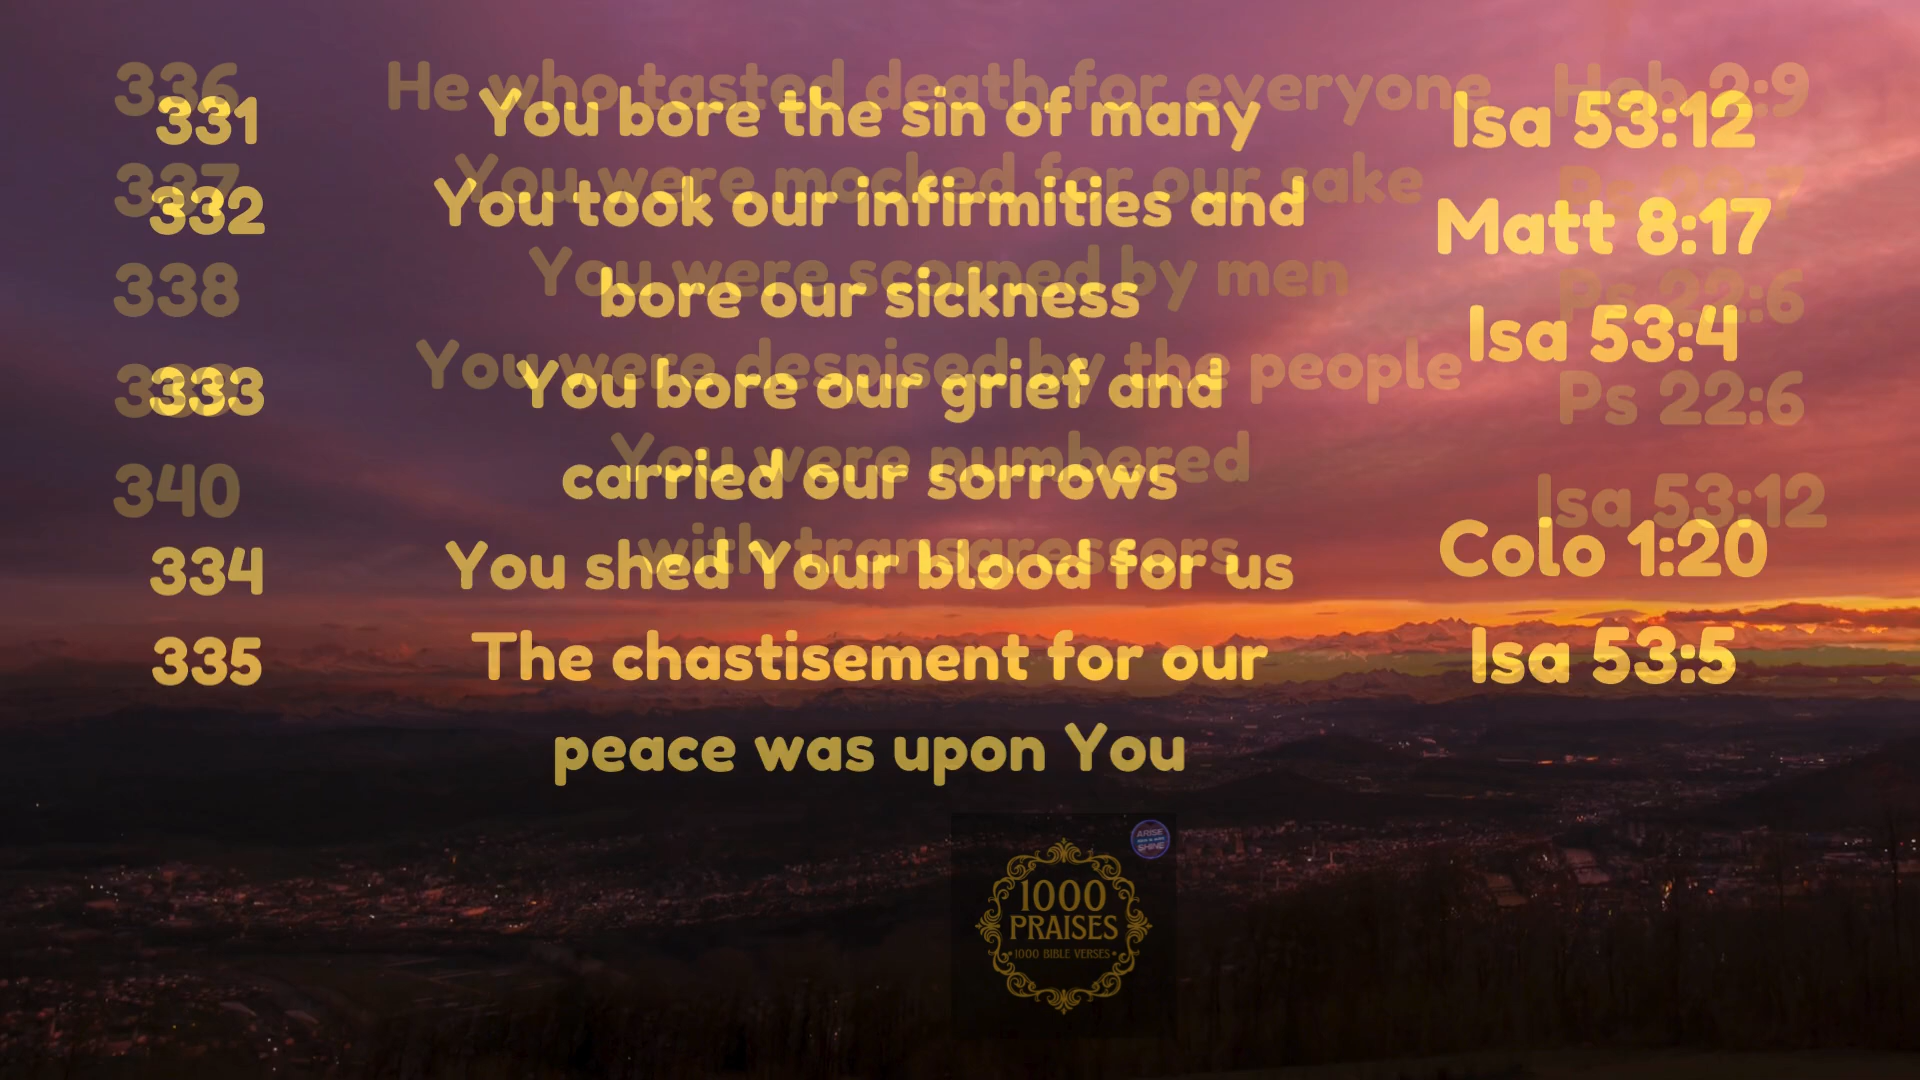 331 You bore the sin of many Isa 53:12
332 You took our infirmities and Matt 8:17
bore our sickness
333 You bore our grief and Isa 53:4
carried our sorrows
334 You shed Your blood for us Colo 1:20
335 The chastisement for our Isa 53:5
peace was upon You
336 He who tasted death for everyone Heb 2:9
337 You were mocked for our sake Ps 22:7
338 You were scorned by men Ps 22:6
You were despised by the people Ps 22:6
340 You were numbered Isa 53:12
with transgressors
ARISE
SHINE
1000
PRAISES
1000 BIBLE VERSES